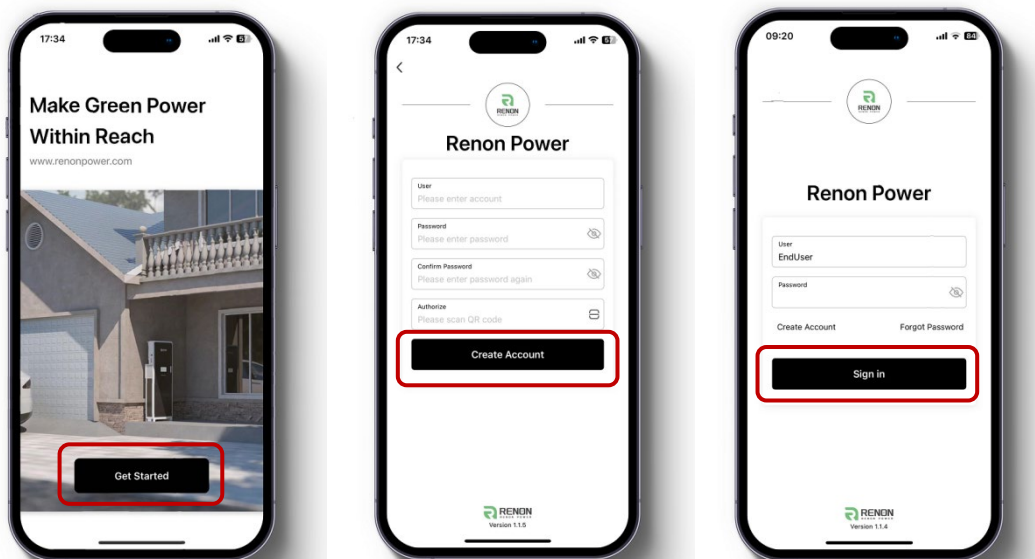 17:34
Make Green Power
Within Reach
www.renonpower.com
Get Started
17:34
RENON
Renon Power
User
Please enter account
Password
Please enter password
Confirm Password
Please enter password again
Authorize
Please scan QR code
Create Account
RENON
Version 1.1.5
09:20
84
RENON
Renon Power
User
EndUser
Password
Create Account
Forgot Password
Sign in
RENON
Version 1.1.4